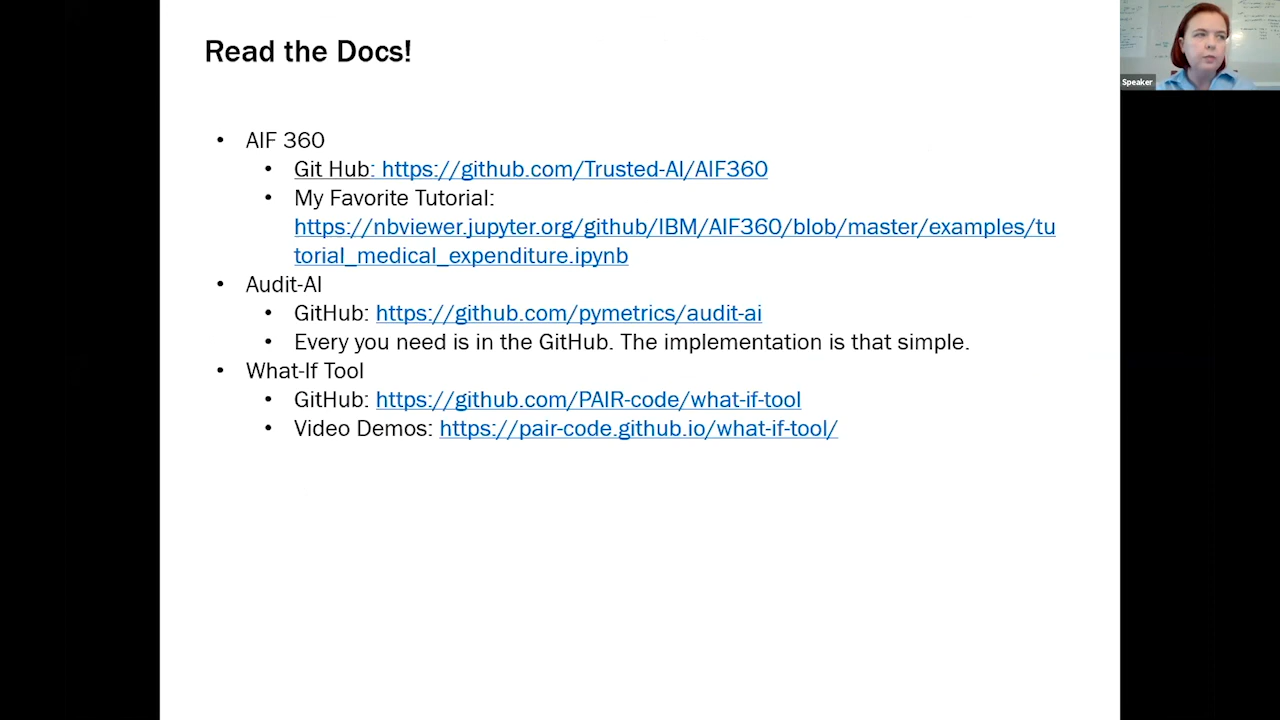 Read the Docs!
Speaker
• AIF 360
• Git Hub: https://github.com/Trusted-AI/AIF360
• My Favorite Tutorial:
https://nbviewer.jupyter.org/github/IBM/AIF360/blob/master/examples/tu
torial_medical_expenditure.ipynb
• Audit-AI
• GitHub: https://github.com/pymetrics/audit-ai
• Every you need is in the GitHub. The implementation is that simple.
• What-If Tool
• GitHub: https://github.com/PAIR-code/what-if-tool
• Video Demos: https://pair-code.github.io/what-if-tool/